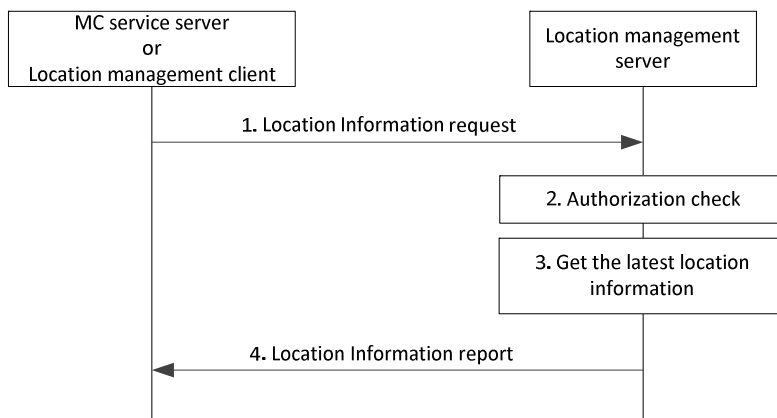 MC service server
or
Location management client
Location management
server
1. Location Information request
2. Authorization check
3. Get the latest location
information
4. Location Information report